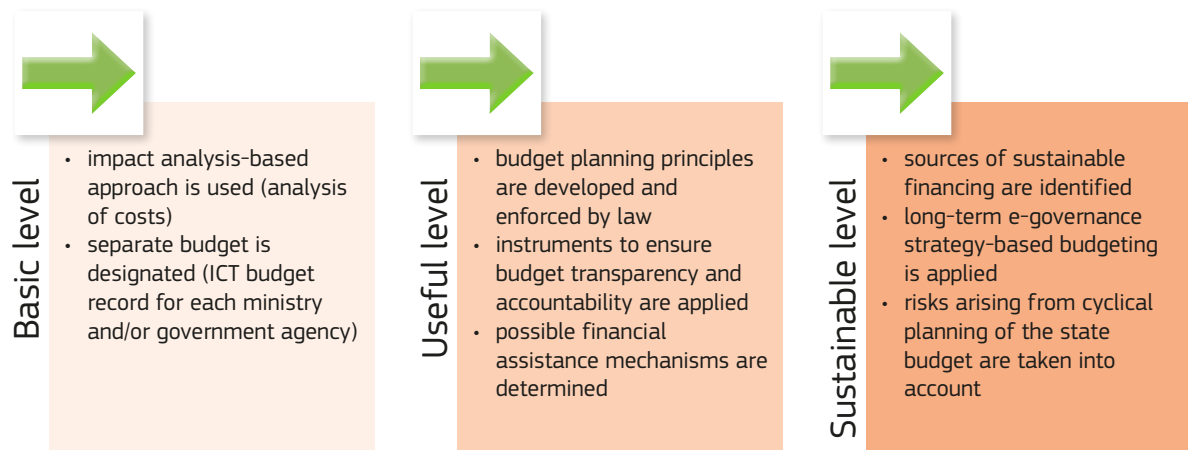 Basic level
• impact analysis-based
approach is used (analysis
of costs)
• separate budget is
designated (ICT budget
record for each ministry
and/or government agency)
Useful level
• budget planning principles
are developed and
enforced by law
• instruments to ensure
budget transparency and
accountability are applied
• possible financial
assistance mechanisms are
determined
Sustainable level
• sources of sustainable
financing are identified
• long-term e-governance
strategy-based budgeting
is applied
• risks arising from cyclical
planning of the state
budget are taken into
account